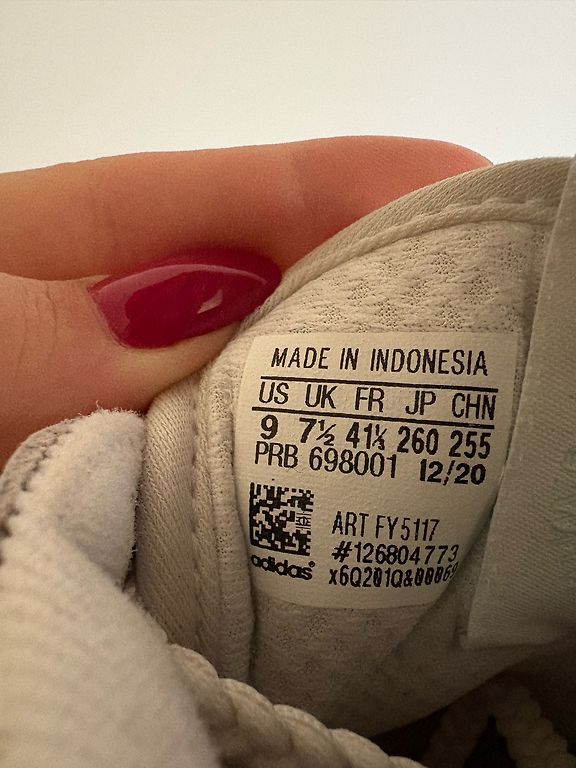 MADE IN INDONESIA
US UK FR JP CHN
9 7½ 41⅓ 260 255
PRB 698001 12/20
ART FY5117
#126804773
adidas®